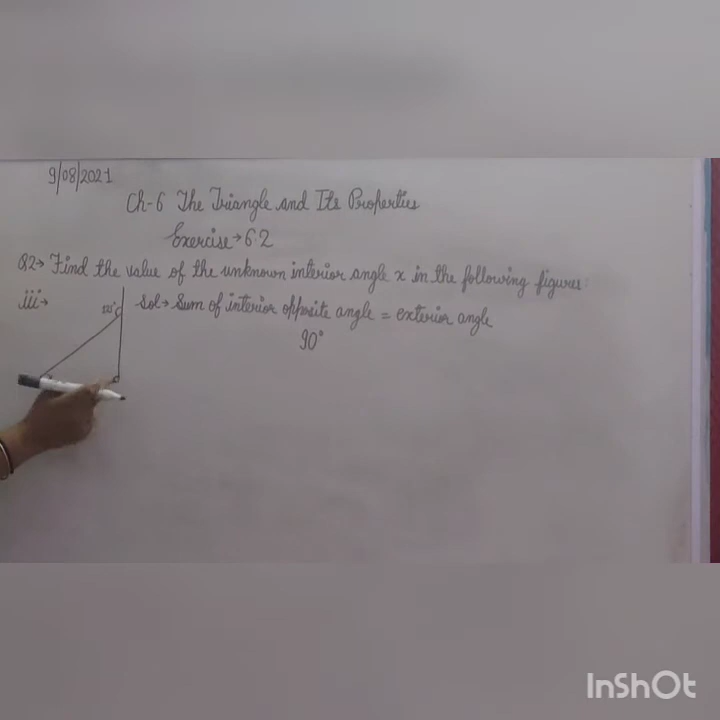 9/08/2021
Ch-6 The Triangle and Its Properties
Exercise → 6.2
Q2→ Find the value of the unknown interior angle x in the following figures:
iii→
Sol→ Sum of interior opposite angle = exterior angle
90°
InShOt